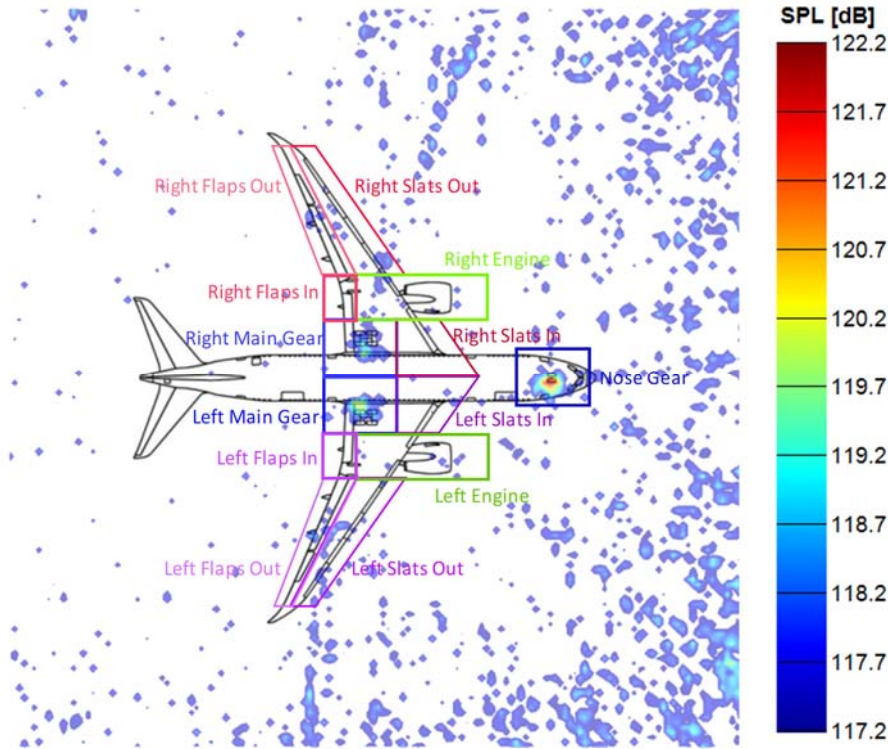 SPL [dB]
122.2
121.7
121.2
120.7
120.2
119.7
119.2
118.7
118.2
117.7
117.2
Right Flaps Out
Right Slats Out
Right Engine
Right Flaps In
Right Main Gear
Right Slats In
Nose Gear
Left Main Gear
Left Slats In
Left Flaps In
Left Engine
Left Flaps Out
Left Slats Out